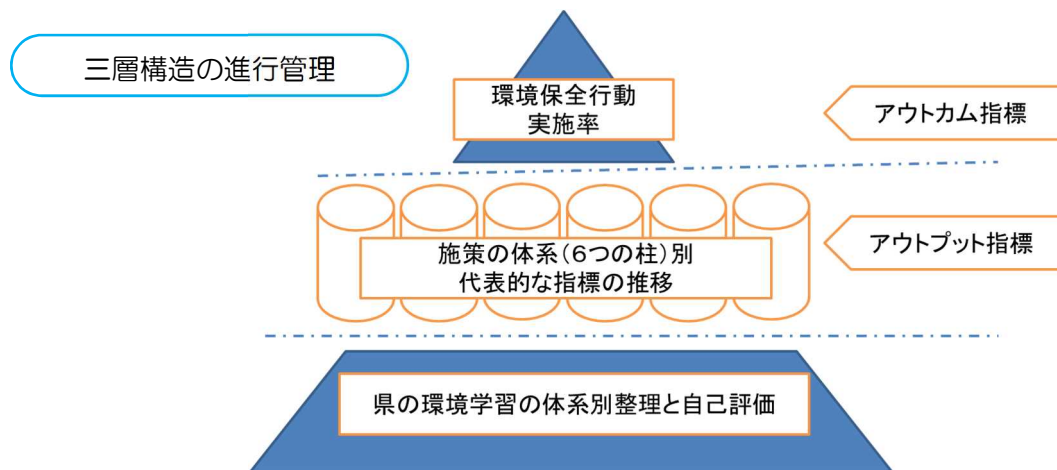 三層構造の進行管理
環境保全行動
実施率
アウトカム指標
施策の体系(6つの柱)別
代表的な指標の推移
アウトプット指標
県の環境学習の体系別整理と自己評価